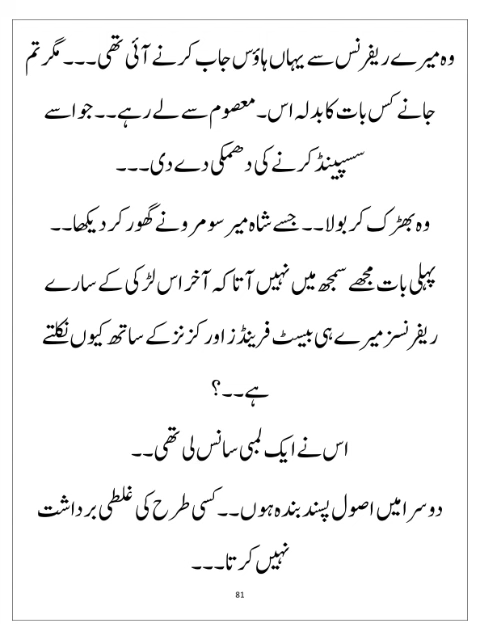 وہ میرے ریفرنس سے یہاں ہاؤس جاب کرنے آئی تھی۔۔۔ مگر تم
جانے کس بات کا بدلہ اس۔ معصوم سے لے رہے۔۔ جو اسے
سسپینڈ کرنے کی دھمکی دے دی۔۔۔
وہ بھڑک کر بولا۔۔ جسے شاہ میر سومرو نے گھور کر دیکھا۔۔
پہلی بات مجھے سمجھ میں نہیں آتا کہ آخر اس لڑکی کے سارے
ریفرنسز میرے ہی بیسٹ فرینڈز اور کزنز کے ساتھ کیوں نکلتے
ہے۔۔؟
اس نے ایک لمبی سانس لی تھی۔۔
دوسرا میں اصول پسند بندہ ہوں۔۔ کسی طرح کی غلطی برداشت
نہیں کرتا۔۔۔
81